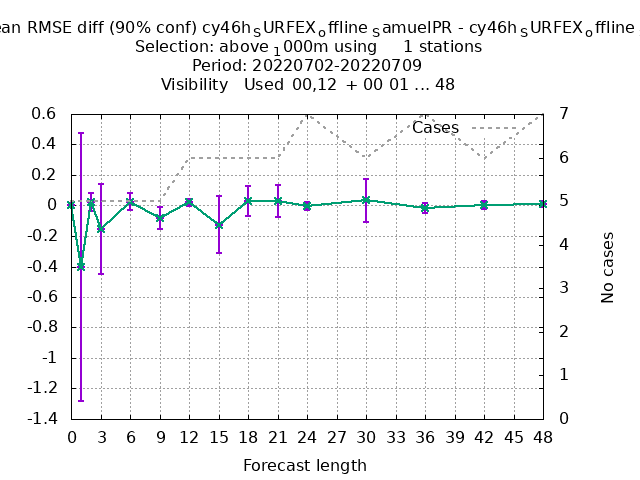 ean RMSE diff (90% conf) cy46h_SURFEX_offline_SamuelPR - cy46h_SURFEX_offline
Selection: above_1000m using 1 stations
Period: 20220702-20220709
Visibility Used 00,12 + 00 01 ... 48
0.6
0.4
0.2
0
-0.2
-0.4
-0.6
-0.8
-1
-1.2
-1.4
7
6
5
4
3
2
1
0
Cases
No cases
0 3 6 9 12 15 18 21 24 27 30 33 36 39 42 45 48
Forecast length